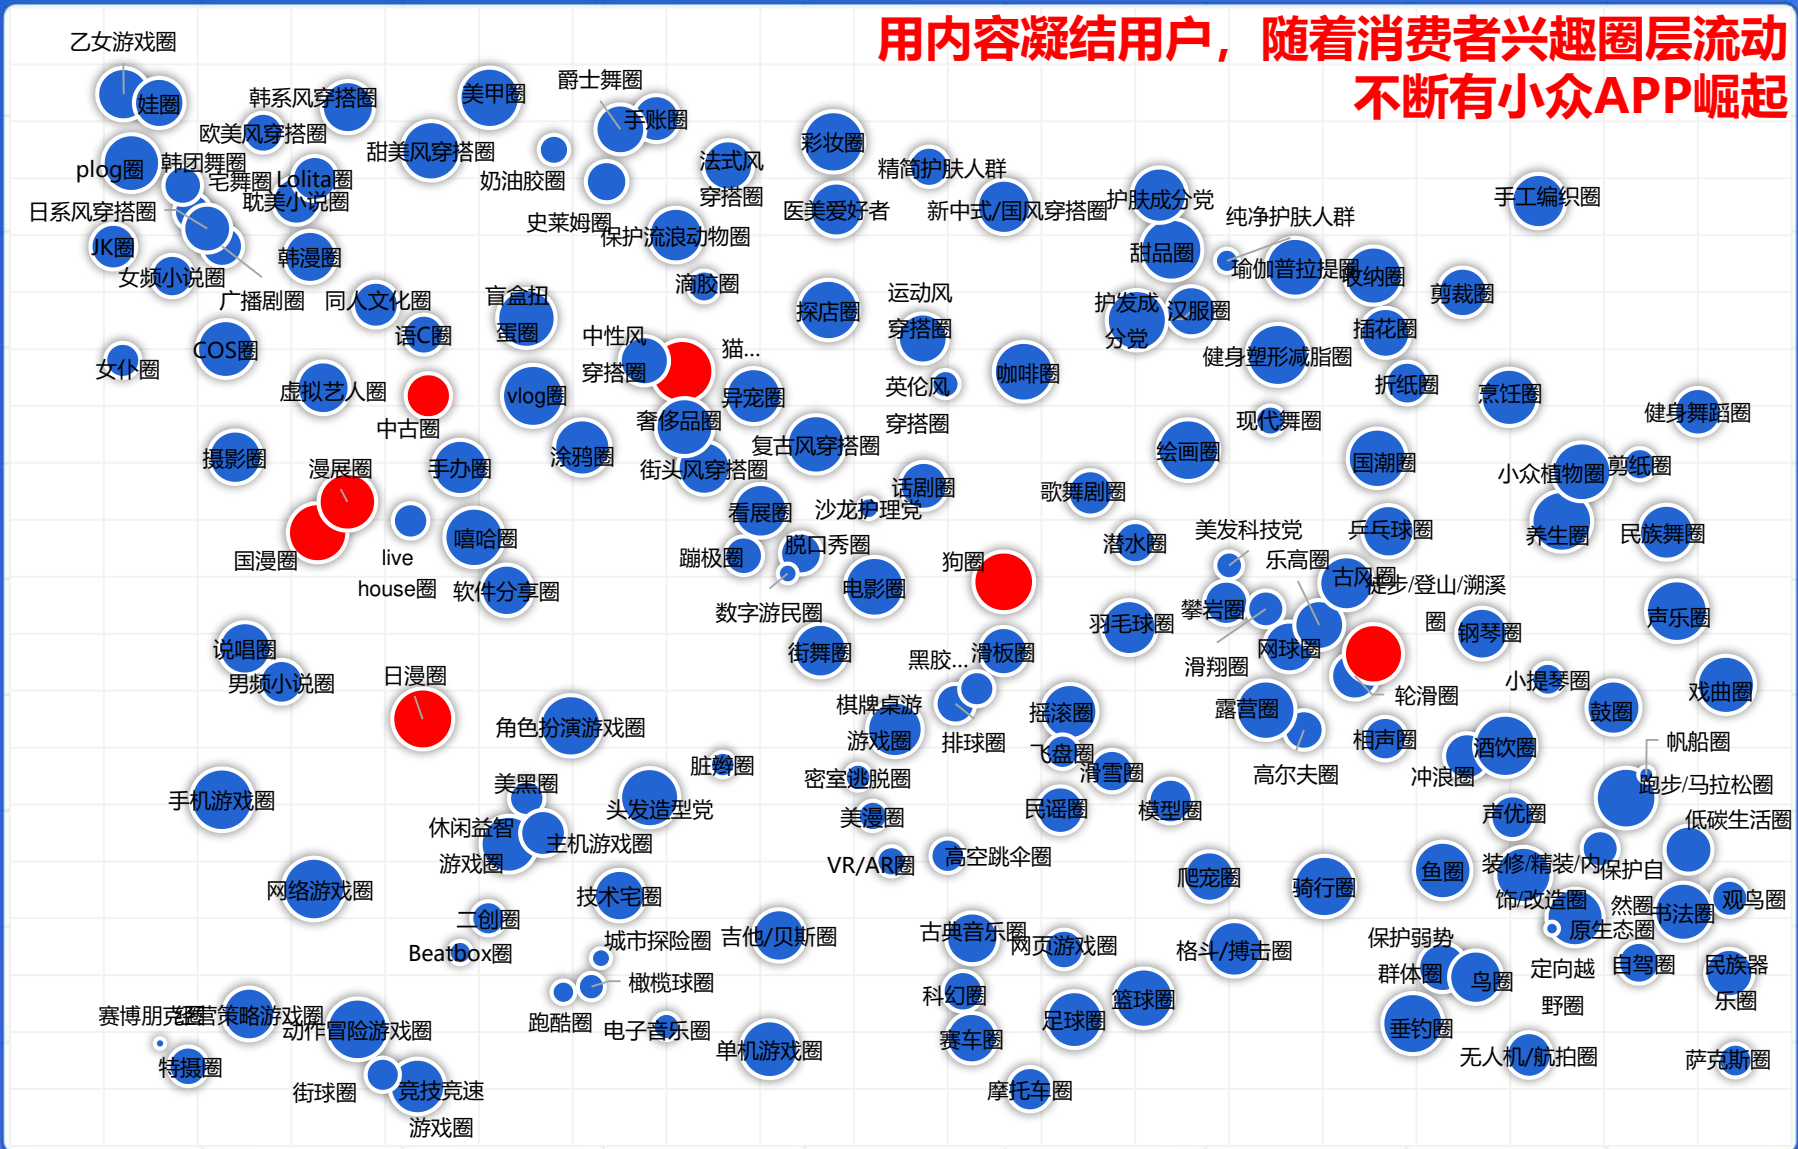 用内容凝结用户，随着消费者兴趣圈层流动
不断有小众APP崛起
乙女游戏圈
娃圈
韩系风穿搭圈
欧美风穿搭圈
美甲圈
爵士舞圈
手账圈
甜美风穿搭圈
奶油胶圈
史莱姆圈
plog圈
韩团舞圈
宅舞圈
Lolita圈
耽美小说圈
日系风穿搭圈
JK圈
女频小说圈
广播剧圈
韩漫圈
同人文化圈
语C圈
法式风
穿搭圈
保护流浪动物圈
滴胶圈
彩妆圈
医美爱好者
精简护肤人群
新中式/国风穿搭圈
护肤成分党
甜品圈
纯净护肤人群
瑜伽普拉提圈
收纳圈
剪裁圈
手工编织圈
盲盒扭
蛋圈
中性风
穿搭圈
猫...
探店圈
运动风
穿搭圈
护发成
分党
汉服圈
健身塑形减脂圈
插花圈
折纸圈
女仆圈
COS圈
虚拟艺人圈
中古圈
vlog圈
奢侈品圈
异宠圈
英伦风
穿搭圈
咖啡圈
现代舞圈
烹饪圈
健身舞蹈圈
摄影圈
漫展圈
手办圈
涂鸦圈
街头风穿搭圈
复古风穿搭圈
绘画圈
国潮圈
小众植物圈
剪纸圈
国漫圈
live
house圈
嘻哈圈
软件分享圈
看展圈
沙龙护理党
话剧圈
歌舞剧圈
蹦极圈
脱口秀圈
数字游民圈
电影圈
狗圈
潜水圈
美发科技党
乐高圈
乒乓球圈
养生圈
民族舞圈
古风圈
徒步/登山/溯溪
圈
攀岩圈
滑翔圈
网球圈
羽毛球圈
钢琴圈
声乐圈
说唱圈
男频小说圈
日漫圈
街舞圈
黑胶...
滑板圈
轮滑圈
小提琴圈
鼓圈
戏曲圈
角色扮演游戏圈
棋牌桌游
游戏圈
排球圈
摇滚圈
飞盘圈
滑雪圈
露营圈
高尔夫圈
相声圈
冲浪圈
酒饮圈
帆船圈
跑步/马拉松圈
手机游戏圈
美黑圈
头发造型党
脏辫圈
密室逃脱圈
美漫圈
民谣圈
模型圈
声优圈
低碳生活圈
休闲益智
游戏圈
主机游戏圈
VR/AR圈
高空跳伞圈
爬宠圈
骑行圈
鱼圈
装修/精装/内
饰/改造圈
保护自
然圈
书法圈
观鸟圈
网络游戏圈
技术宅圈
二创圈
Beatbox圈
城市探险圈
吉他/贝斯圈
古典音乐圈
网页游戏圈
格斗/搏击圈
保护弱势
群体圈
鸟圈
原生态圈
定向越
野圈
自驾圈
民族器
乐圈
橄榄球圈
跑酷圈
电子音乐圈
科幻圈
赛车圈
足球圈
篮球圈
垂钓圈
赛博朋克圈
经营策略游戏圈
动作冒险游戏圈
特摄圈
街球圈
竞技竞速
游戏圈
单机游戏圈
摩托车圈
无人机/航拍圈
萨克斯圈